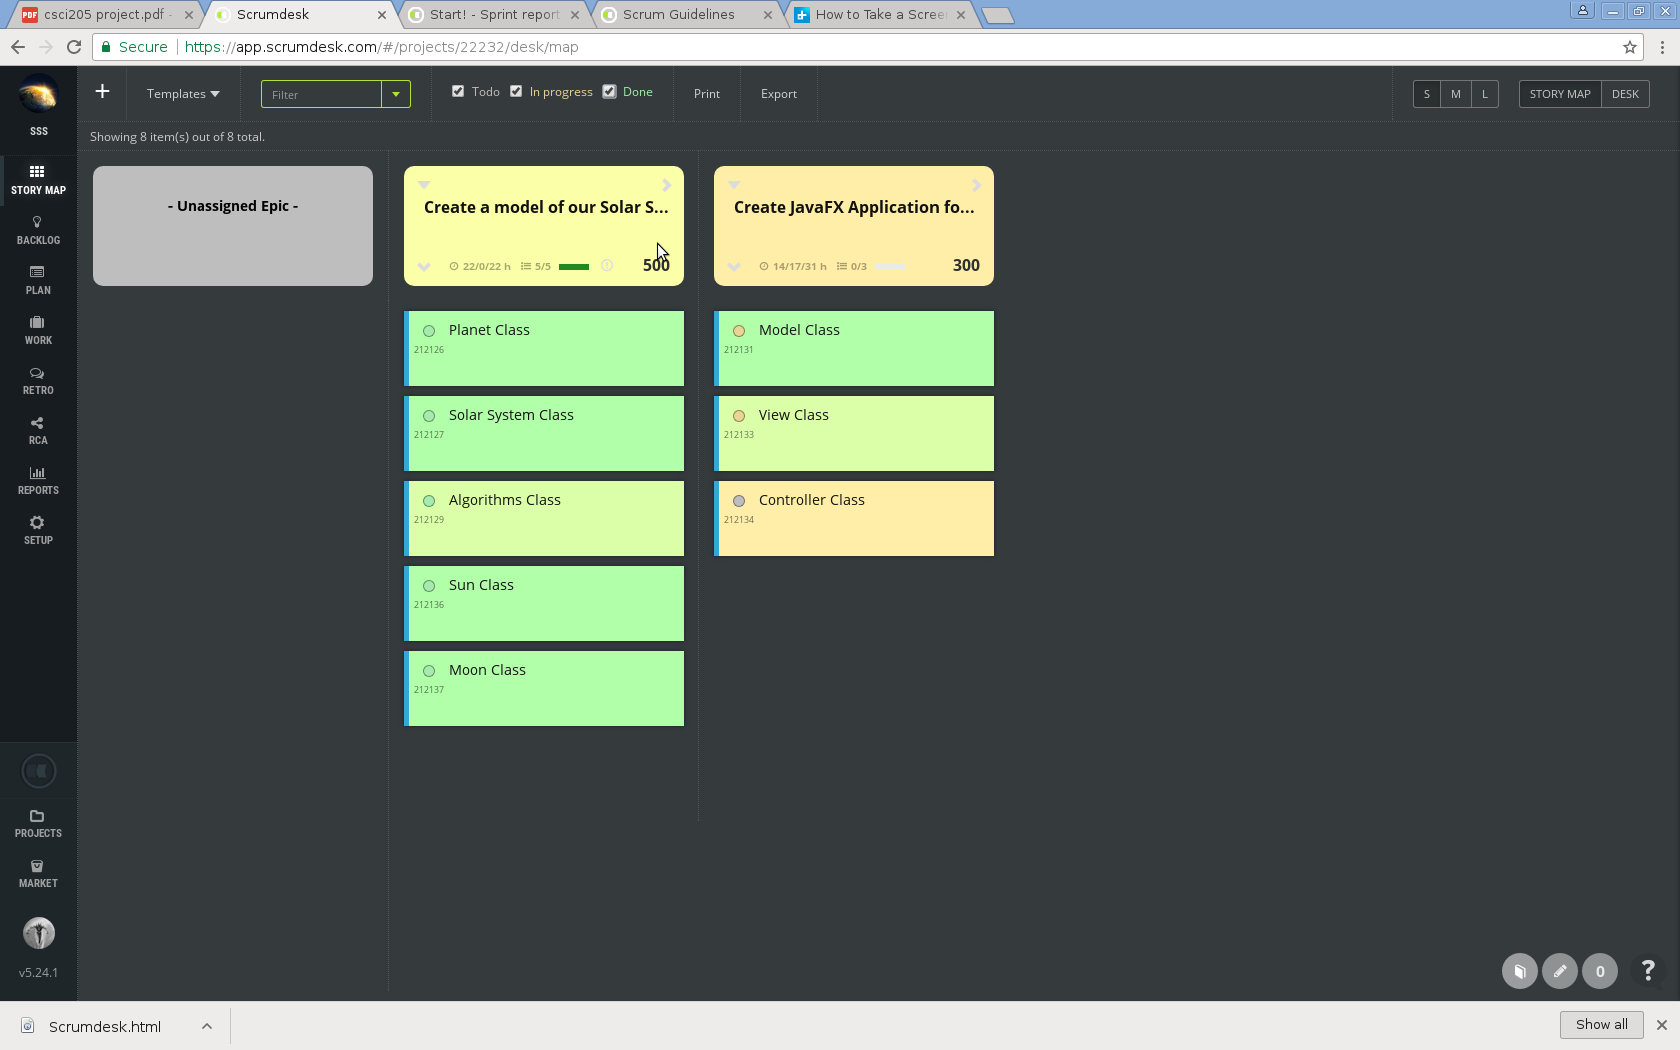 csci205 project.pdf -
Scrumdesk
Start! - Sprint report
Scrum Guidelines
How to Take a Scree
Secure
https://app.scrumdesk.com/#/projects/22232/desk/map
SSS
STORY MAP
BACKLOG
PLAN
WORK
RETRO
RCA
REPORTS
SETUP
PROJECTS
MARKET
v5.24.1
Templates
Filter
Todo
In progress
Done
Print
Export
S
M
L
STORY MAP
DESK
Showing 8 item(s) out of 8 total.
- Unassigned Epic -
Create a model of our Solar S...
22/0/22 h
5/5
500
Planet Class
212126
Solar System Class
212127
Algorithms Class
212129
Sun Class
212136
Moon Class
212137
Create JavaFX Application fo...
14/17/31 h
0/3
300
Model Class
212131
View Class
212133
Controller Class
212134
0
?
Scrumdesk.html
Show all